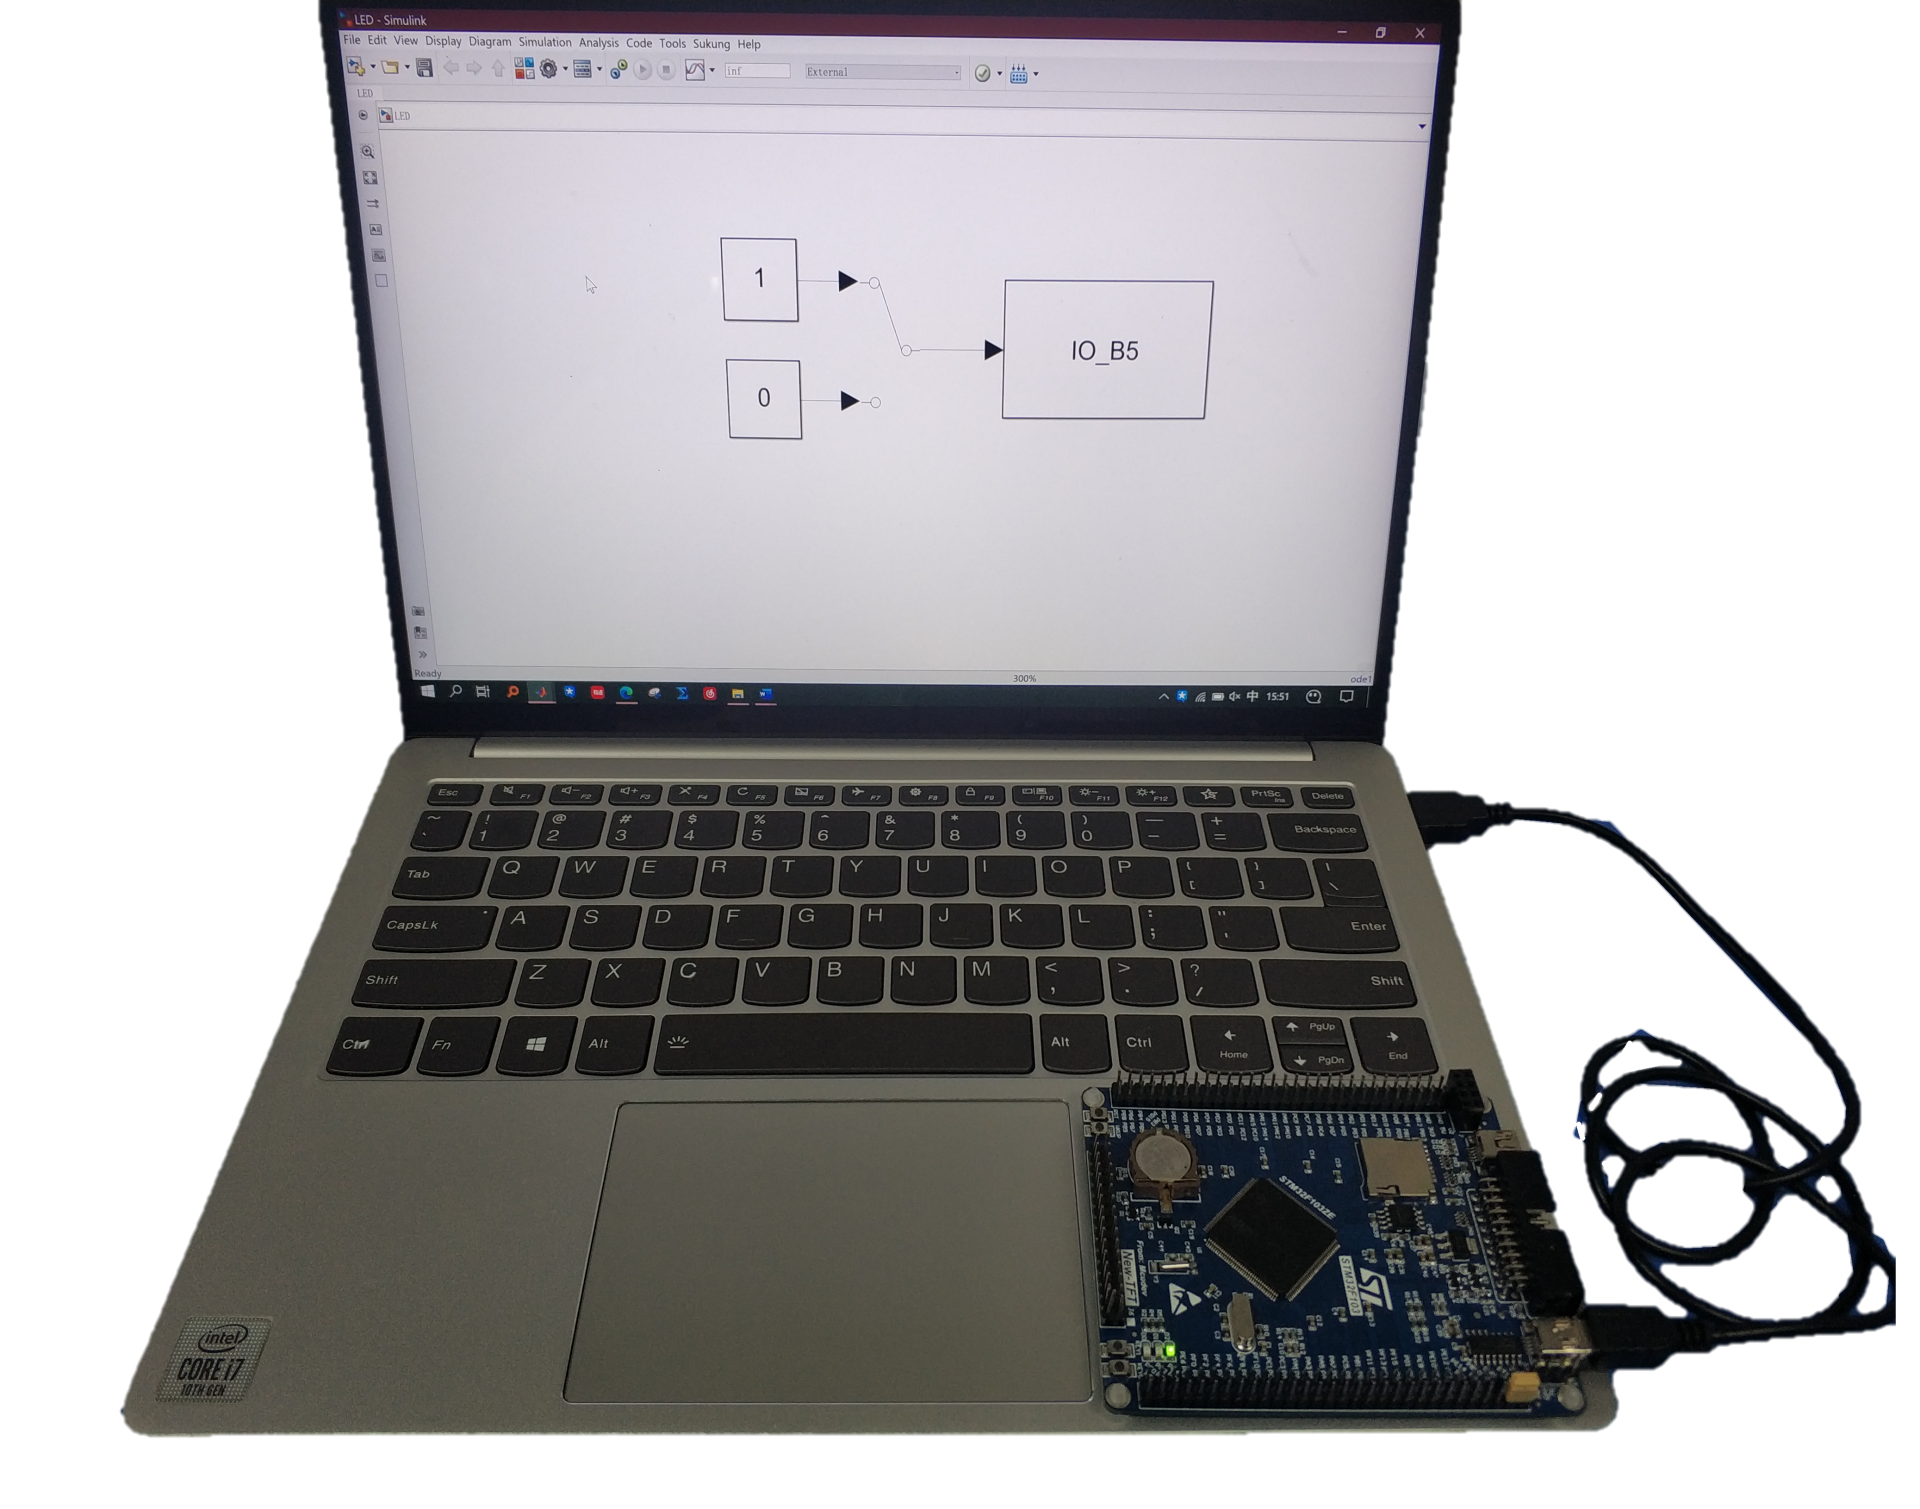 LED - Simulink
File Edit View Display Diagram Simulation Analysis Code Tools Sukung Help
inf
External
LED
LED
1
0
IO_B5
Ready
300%
ode1
中 15:51
Esc F1 F2 F3 F4 F5 F6 F7 F8 F9 F10 F11 F12 PrtSc Ins Delete
~ ` ! 1 @ 2 # 3 $ 4 % 5 ^ 6 & 7 * 8 ( 9 ) 0 — - + = Backspace
Tab Q W E R T Y U I O P { [ } ] | \
CapsLk A S D F G H J K L : ; " ' Enter
Shift Z X C V B N M < , > . ? / Shift
Ctrl Fn Alt Alt Ctrl Home PgUp PgDn End
intel
CORE i7
10TH GEN
STM32F103ZE
STM32F103
ST
New-TFT